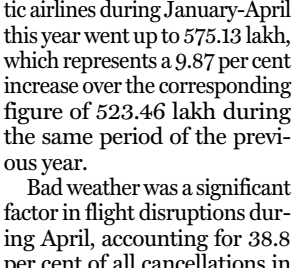 tic airlines during January-April
this year went up to 575.13 lakh,
which represents a 9.87 per cent
increase over the corresponding
figure of 523.46 lakh during
the same period of the previ-
ous year.
Bad weather was a significant
factor in flight disruptions dur-
ing April, accounting for 38.8
per cent of all cancellations in